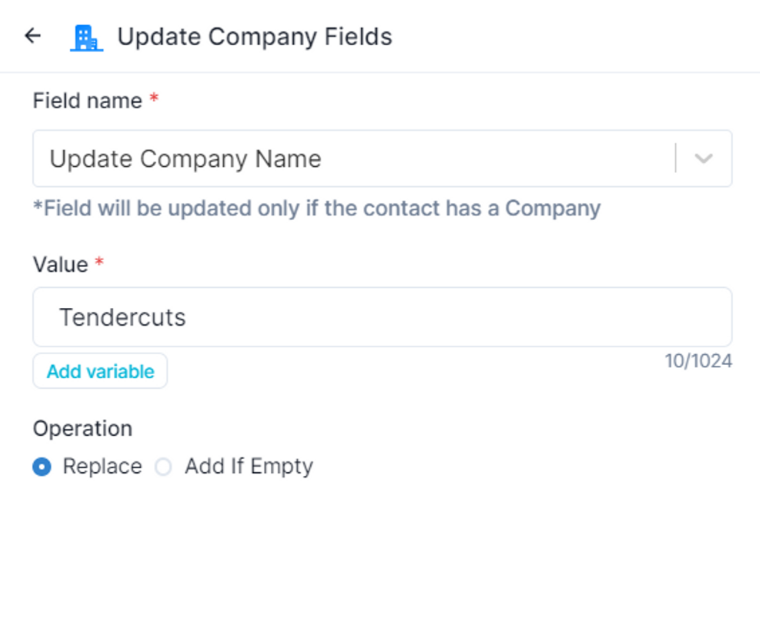 Update Company Fields
Field name *
Update Company Name
*Field will be updated only if the contact has a Company
Value *
Tendercuts
Add variable
10/1024
Operation
Replace Add If Empty